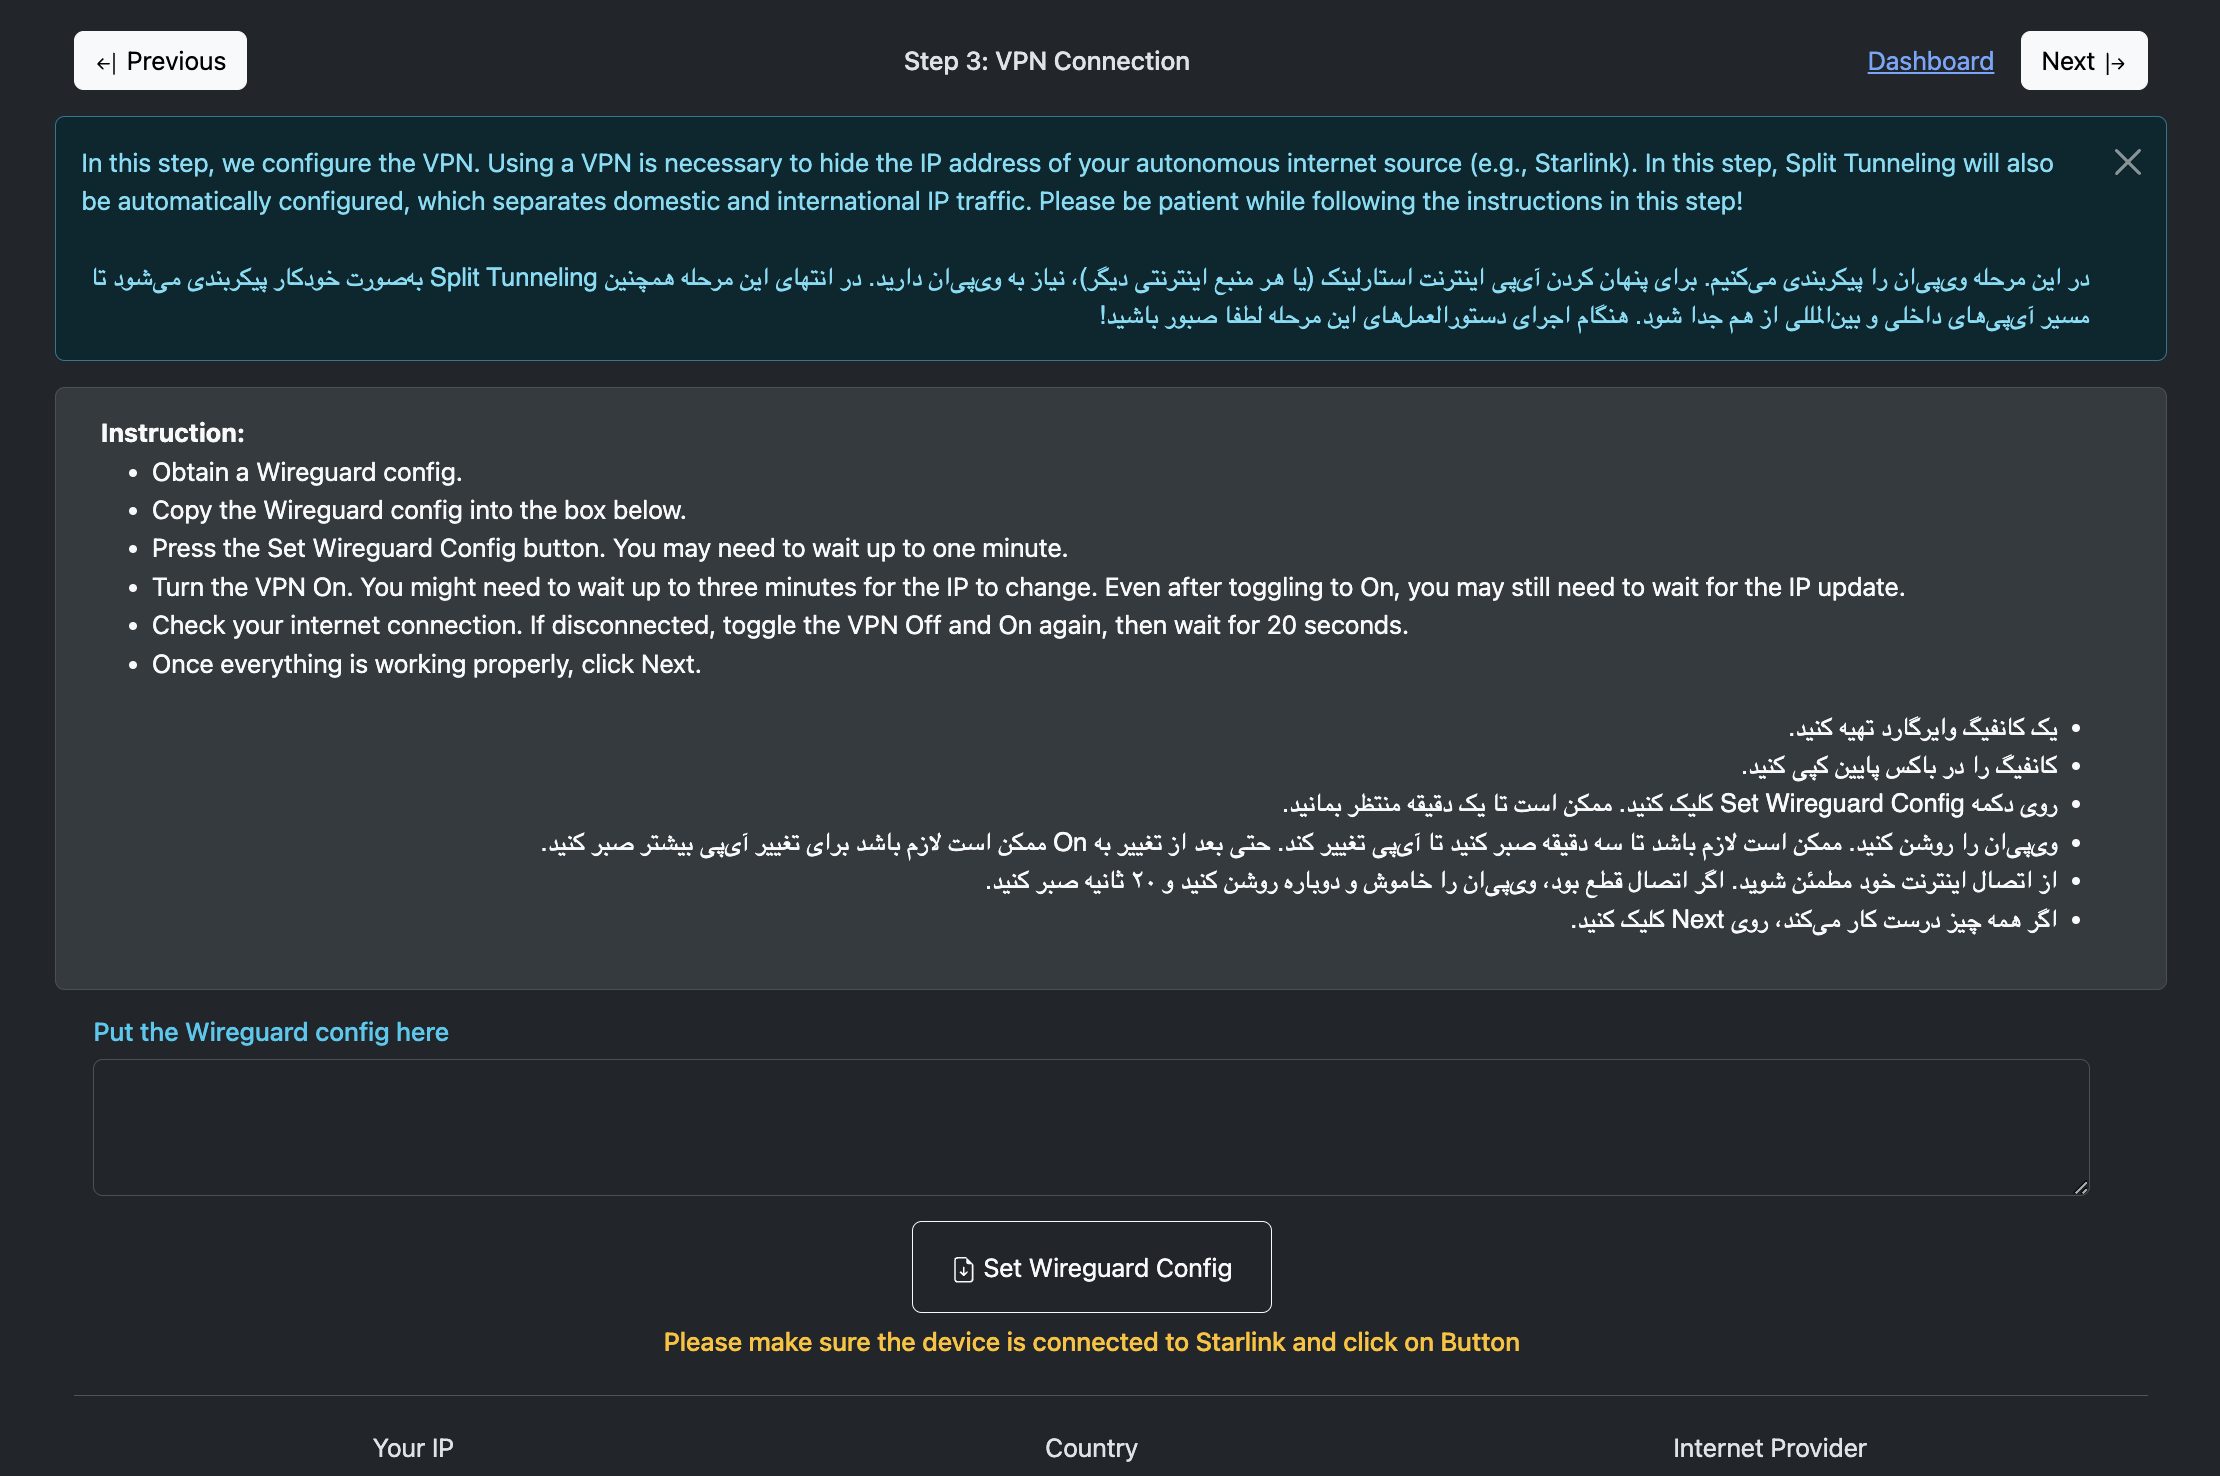 ←| Previous
Step 3: VPN Connection
Dashboard
Next |→
In this step, we configure the VPN. Using a VPN is necessary to hide the IP address of your autonomous internet source (e.g., Starlink). In this step, Split Tunneling will also
be automatically configured, which separates domestic and international IP traffic. Please be patient while following the instructions in this step!
در این مرحله وی‌پی‌ان را پیکربندی می‌کنیم. برای پنهان کردن آی‌پی اینترنت استارلینک (یا هر منبع اینترنتی دیگر)، نیاز به وی‌پی‌ان دارید. در انتهای این مرحله همچنین Split Tunneling به‌صورت خودکار پیکربندی می‌شود تا
مسیر آی‌پی‌های داخلی و بین‌المللی از هم جدا شود. هنگام اجرای دستورالعمل‌های این مرحله لطفا صبور باشید!
Instruction:
• Obtain a Wireguard config.
• Copy the Wireguard config into the box below.
• Press the Set Wireguard Config button. You may need to wait up to one minute.
• Turn the VPN On. You might need to wait up to three minutes for the IP to change. Even after toggling to On, you may still need to wait for the IP update.
• Check your internet connection. If disconnected, toggle the VPN Off and On again, then wait for 20 seconds.
• Once everything is working properly, click Next.
• یک کانفیگ وایرگارد تهیه کنید.
• کانفیگ را در باکس پایین کپی کنید.
• روی دکمه Set Wireguard Config کلیک کنید. ممکن است تا یک دقیقه منتظر بمانید.
• وی‌پی‌ان را روشن کنید. ممکن است لازم باشد تا سه دقیقه صبر کنید تا آی‌پی تغییر کند. حتی بعد از تغییر به On ممکن است لازم باشد برای تغییر آی‌پی بیشتر صبر کنید.
• از اتصال اینترنت خود مطمئن شوید. اگر اتصال قطع بود، وی‌پی‌ان را خاموش و دوباره روشن کنید و ۲۰ ثانیه صبر کنید.
• اگر همه چیز درست کار می‌کند، روی Next کلیک کنید.
Put the Wireguard config here
Set Wireguard Config
Please make sure the device is connected to Starlink and click on Button
Your IP
Country
Internet Provider